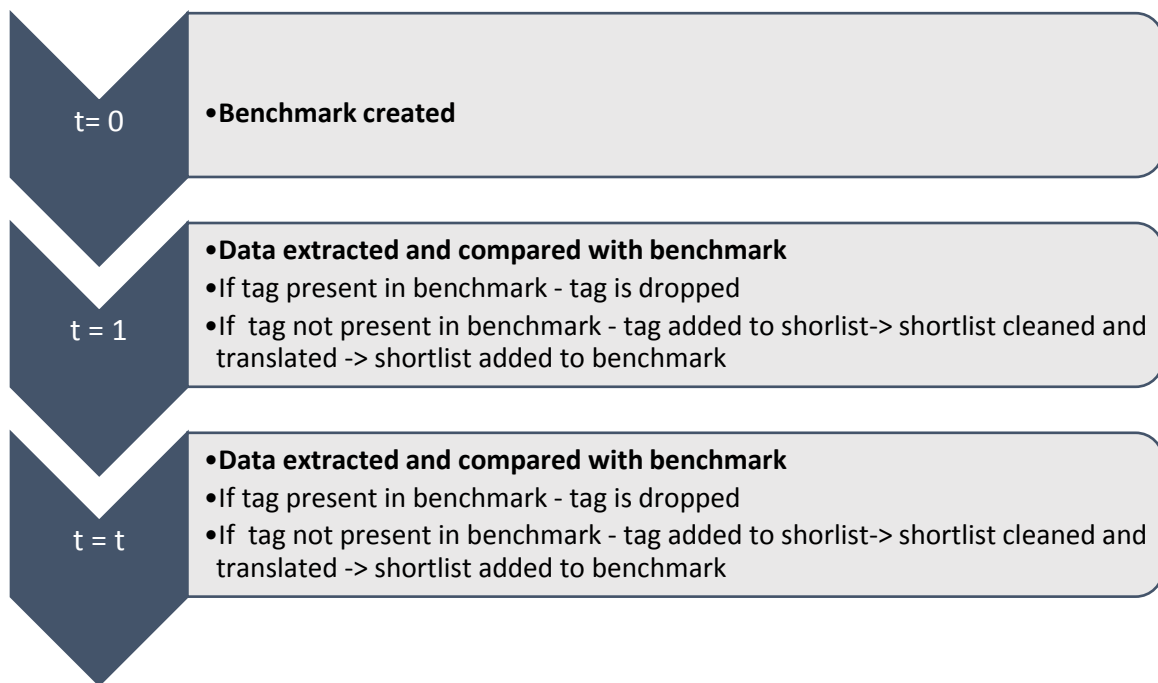 t= 0
•Benchmark created
t = 1
•Data extracted and compared with benchmark
•If tag present in benchmark - tag is dropped
•If  tag not present in benchmark - tag added to shorlist-> shortlist cleaned and
translated -> shortlist added to benchmark
t = t
•Data extracted and compared with benchmark
•If tag present in benchmark - tag is dropped
•If  tag not present in benchmark - tag added to shorlist-> shortlist cleaned and
translated -> shortlist added to benchmark